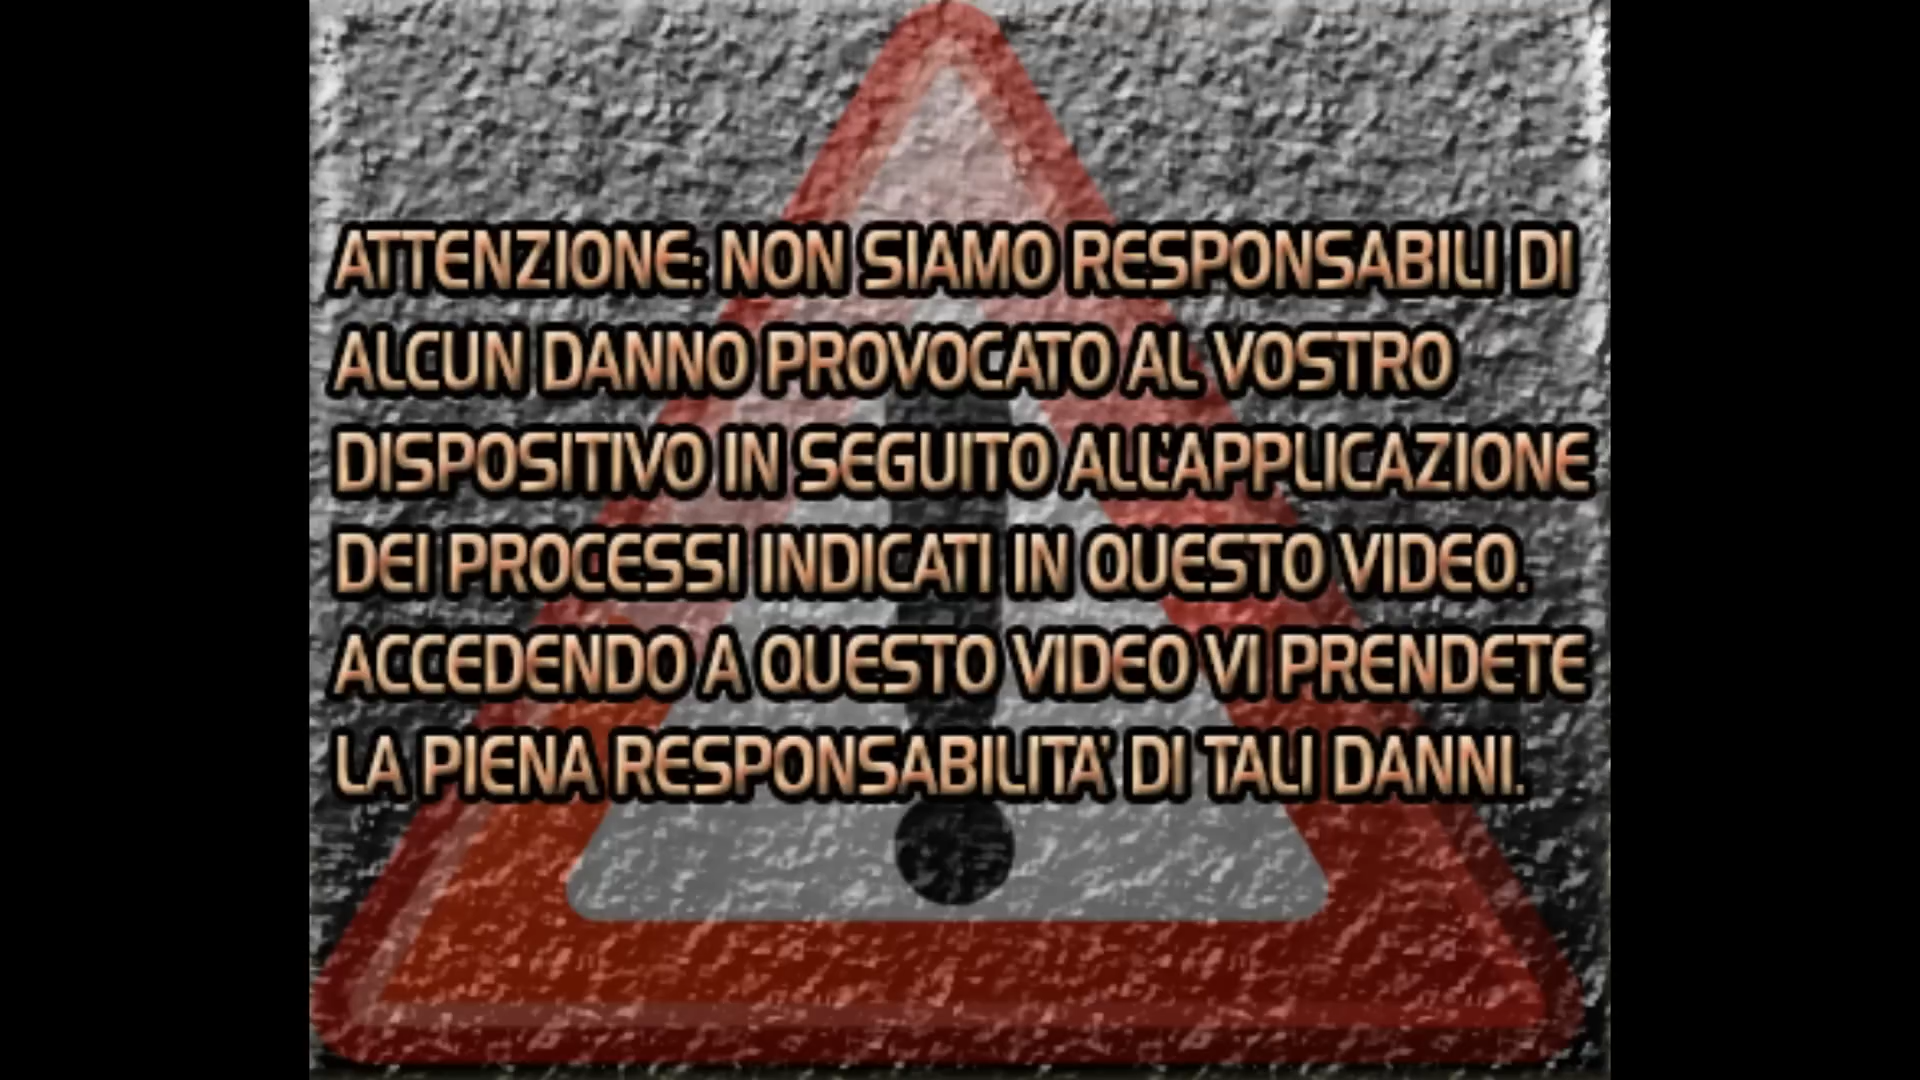 ATTENZIONE: NON SIAMO RESPONSABILI DI
ALCUN DANNO PROVOCATO AL VOSTRO
DISPOSITIVO IN SEGUITO ALL'APPLICAZIONE
DEI PROCESSI INDICATI IN QUESTO VIDEO.
ACCEDENDO A QUESTO VIDEO VI PRENDETE
LA PIENA RESPONSABILITA' DI TALI DANNI.